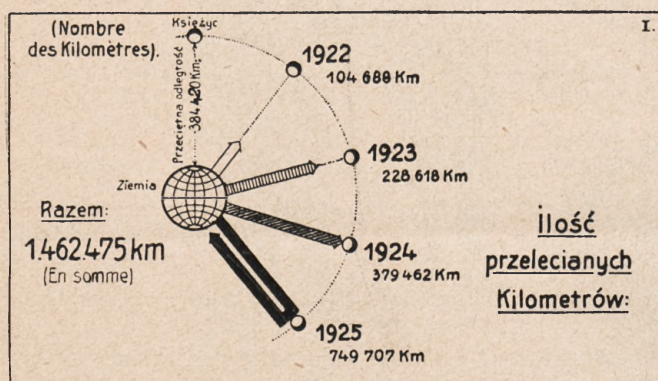 (Nombre
des Kilomètres).
I.
Księżyc
Przeciętna odległość
384 420 Km.
1922
104 688 Km
1923
228 618 Km
Ziemia
Razem:
1.462.475 km
(En somme)
1924
379 462 Km
1925
749 707 Km
ilość
przelecianych
Kilometrów: